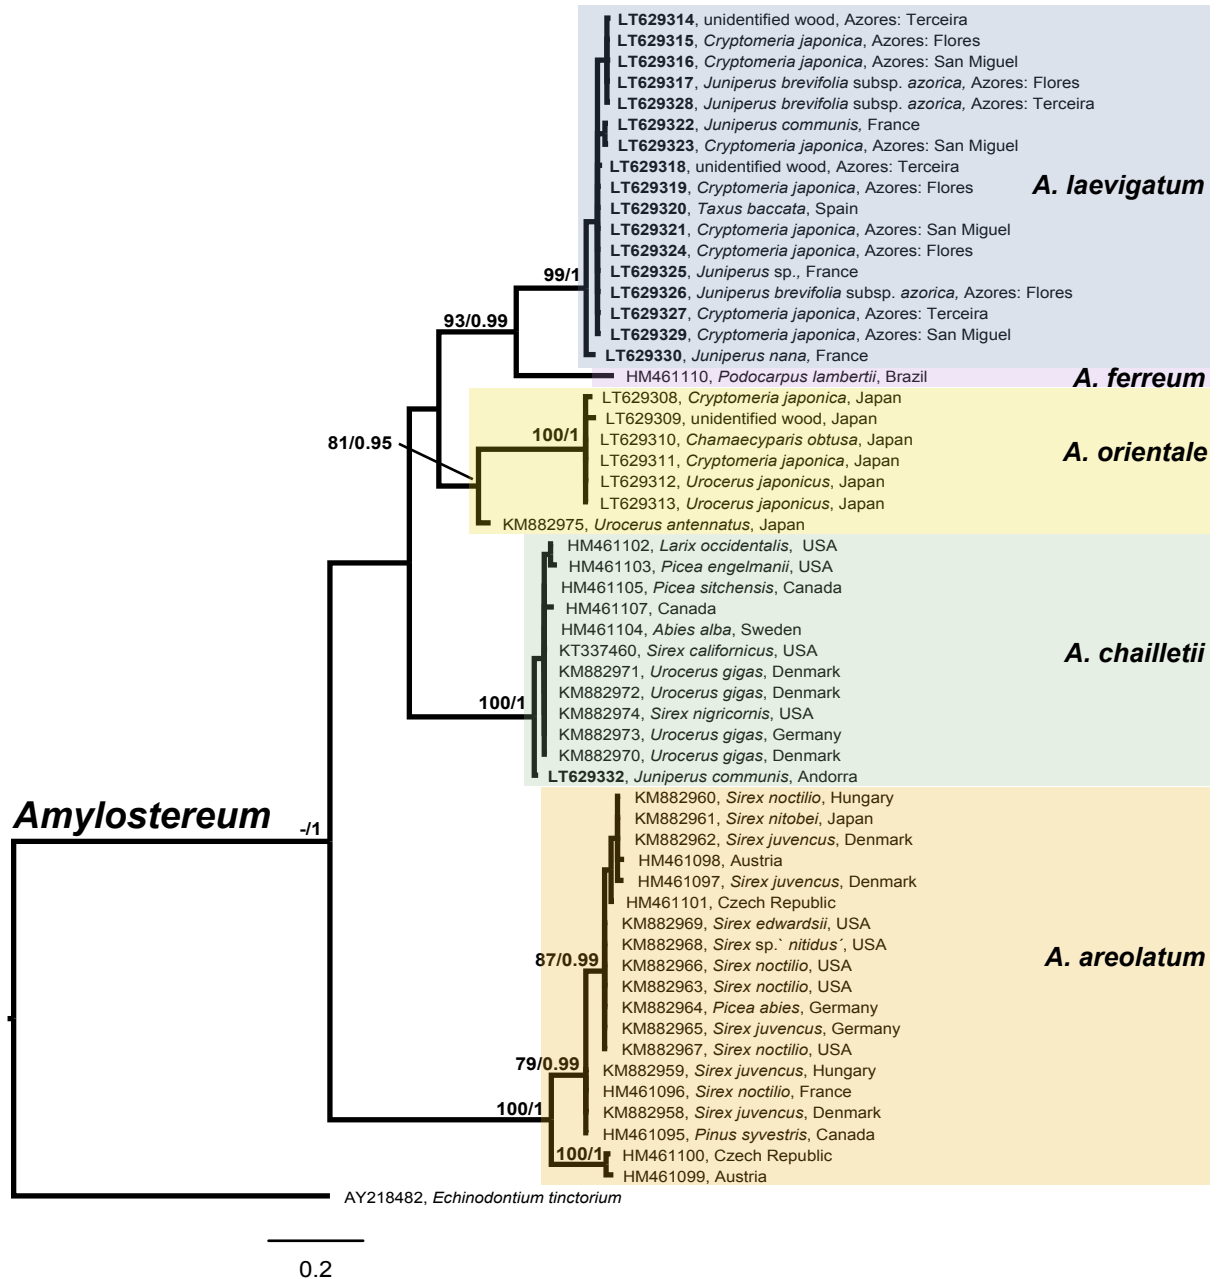 LT629314, unidentified wood, Azores: Terceira
LT629315, Cryptomeria japonica, Azores: Flores
LT629316, Cryptomeria japonica, Azores: San Miguel
LT629317, Juniperus brevifolia subsp. azorica, Azores: Flores
LT629328, Juniperus brevifolia subsp. azorica, Azores: Terceira
LT629322, Juniperus communis, France
LT629323, Cryptomeria japonica, Azores: San Miguel
LT629318, unidentified wood, Azores: Terceira
LT629319, Cryptomeria japonica, Azores: Flores
A. laevigatum
LT629320, Taxus baccata, Spain
LT629321, Cryptomeria japonica, Azores: San Miguel
LT629324, Cryptomeria japonica, Azores: Flores
LT629325, Juniperus sp., France
99/1
LT629326, Juniperus brevifolia subsp. azorica, Azores: Flores
LT629327, Cryptomeria japonica, Azores: Terceira
93/0.99
LT629329, Cryptomeria japonica, Azores: San Miguel
LT629330, Juniperus nana, France
HM461110, Podocarpus lambertii, Brazil
A. ferreum
LT629308, Cryptomeria japonica, Japan
LT629309, unidentified wood, Japan
100/1
81/0.95
LT629310, Chamaecyparis obtusa, Japan
A. orientale
LT629311, Cryptomeria japonica, Japan
LT629312, Urocerus japonicus, Japan
LT629313, Urocerus japonicus, Japan
KM882975, Urocerus antennatus, Japan
HM461102, Larix occidentalis, USA
HM461103, Picea engelmanii, USA
HM461105, Picea sitchensis, Canada
HM461107, Canada
HM461104, Abies alba, Sweden
KT337460, Sirex californicus, USA
A. chailletii
KM882971, Urocerus gigas, Denmark
KM882972, Urocerus gigas, Denmark
100/1
KM882974, Sirex nigricornis, USA
KM882973, Urocerus gigas, Germany
KM882970, Urocerus gigas, Denmark
LT629332, Juniperus communis, Andorra
KM882960, Sirex noctilio, Hungary
Amylostereum
KM882961, Sirex nitobei, Japan
-/1
KM882962, Sirex juvencus, Denmark
HM461098, Austria
HM461097, Sirex juvencus, Denmark
HM461101, Czech Republic
KM882969, Sirex edwardsii, USA
KM882968, Sirex sp.` nitidus´, USA
87/0.99
KM882966, Sirex noctilio, USA
A. areolatum
KM882963, Sirex noctilio, USA
KM882964, Picea abies, Germany
KM882965, Sirex juvencus, Germany
KM882967, Sirex noctilio, USA
79/0.99
KM882959, Sirex juvencus, Hungary
HM461096, Sirex noctilio, France
100/1
KM882958, Sirex juvencus, Denmark
HM461095, Pinus syvestris, Canada
100/1
HM461100, Czech Republic
HM461099, Austria
AY218482, Echinodontium tinctorium
0.2